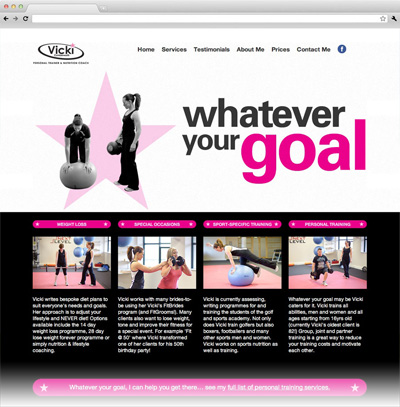 Vicki
PERSONAL TRAINER & NUTRITION COACH
Home Services Testimonials About Me Prices Contact Me
whatever
your goal
WEIGHT LOSS
SPECIAL OCCASIONS
SPORT-SPECIFIC TRAINING
PERSONAL TRAINING
Vicki writes bespoke diet plans to
suit everyone's needs and goals.
Her approach is to adjust your
lifestyle and NEVER diet! Options
available include the 14 day
weight loss programme, 28 day
lose weight forever programme or
simply nutrition & lifestyle
coaching.
Vicki works with many brides-to-
be using her Vicki's FitBrides
program (and FitGrooms). Many
clients also want to lose weight,
tone and improve their fitness for
a special event. For example 'Fit
@ 50' where Vicki transformed
one of her clients for his 50th
birthday party!
Vicki is currently assessing,
writing programmes for and
training the students of the golf
and sports academy. Not only
does Vicki train golfers but also
boxers, footballers and many
other sports men and women.
Vicki works on sports nutrition
as well as training.
Whatever your goal may be Vicki
caters for it. Vicki trains all
abilities, men and women and all
ages starting from 16yrs old
(currently Vicki's oldest client is
82!) Group, joint and partner
training is a great way to reduce
your training costs and motivate
each other.
Whatever your goal, I can help you get there... see my full list of personal training services.